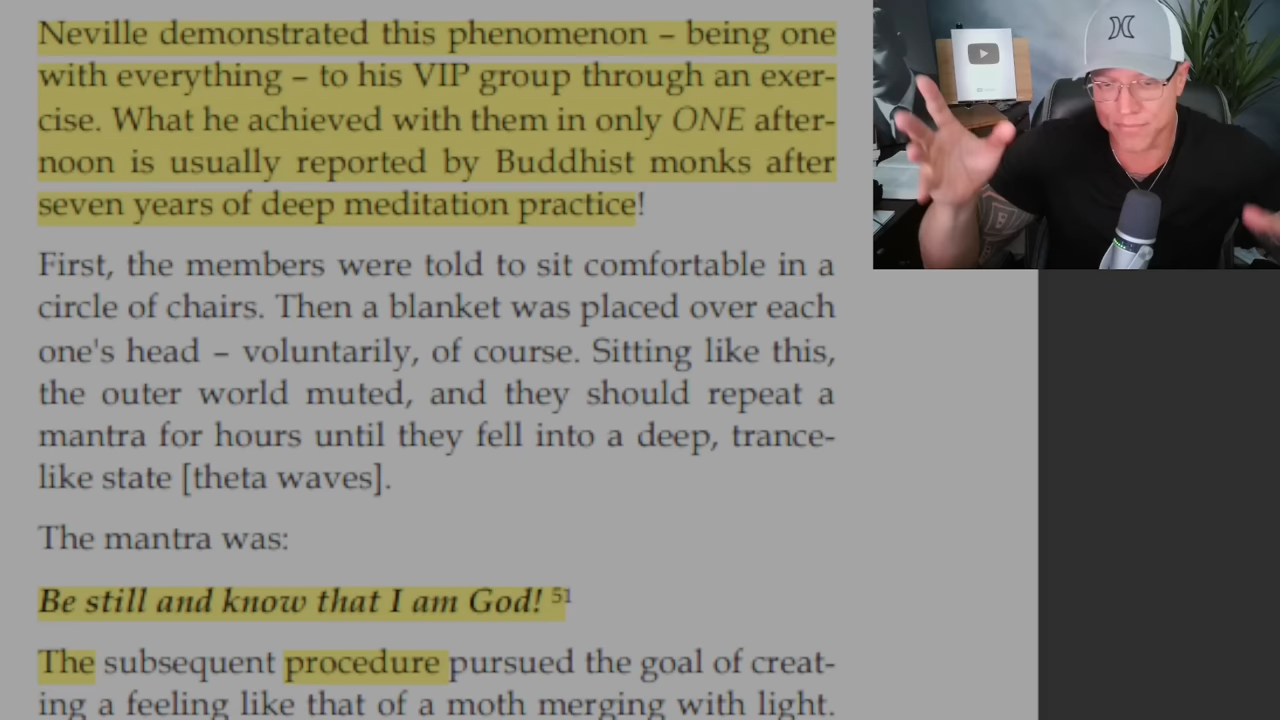 Neville demonstrated this phenomenon – being one
with everything – to his VIP group through an exer-
cise. What he achieved with them in only ONE after-
noon is usually reported by Buddhist monks after
seven years of deep meditation practice!
First, the members were told to sit comfortable in a
circle of chairs. Then a blanket was placed over each
one's head – voluntarily, of course. Sitting like this,
the outer world muted, and they should repeat a
mantra for hours until they fell into a deep, trance-
like state [theta waves].
The mantra was:
Be still and know that I am God! 51
The subsequent procedure pursued the goal of creat-
ing a feeling like that of a moth merging with light.